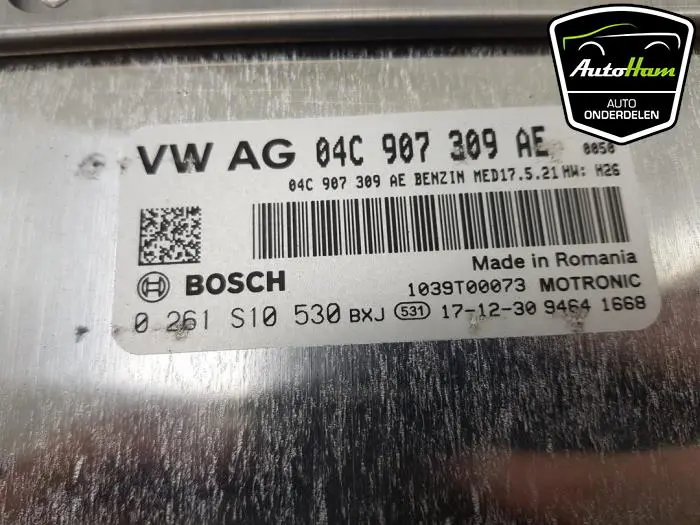 AutoHam
AUTO
ONDERDELEN
VW AG 04C 907 309 AE 0050
04C 907 309 AE BENZIN MED17.5.21 HW: H26
Made in Romania
BOSCH 1039T00073 MOTRONIC
0 261 S10 530 BXJ 531 17-12-30 9464 1668